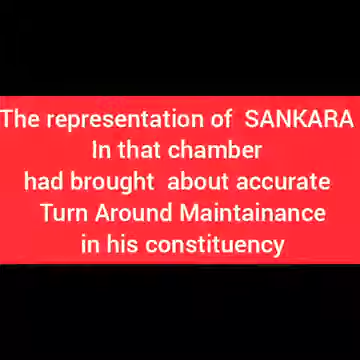 The representation of SANKARA
In that chamber
had brought about accurate
Turn Around Maintainance
in his constituency